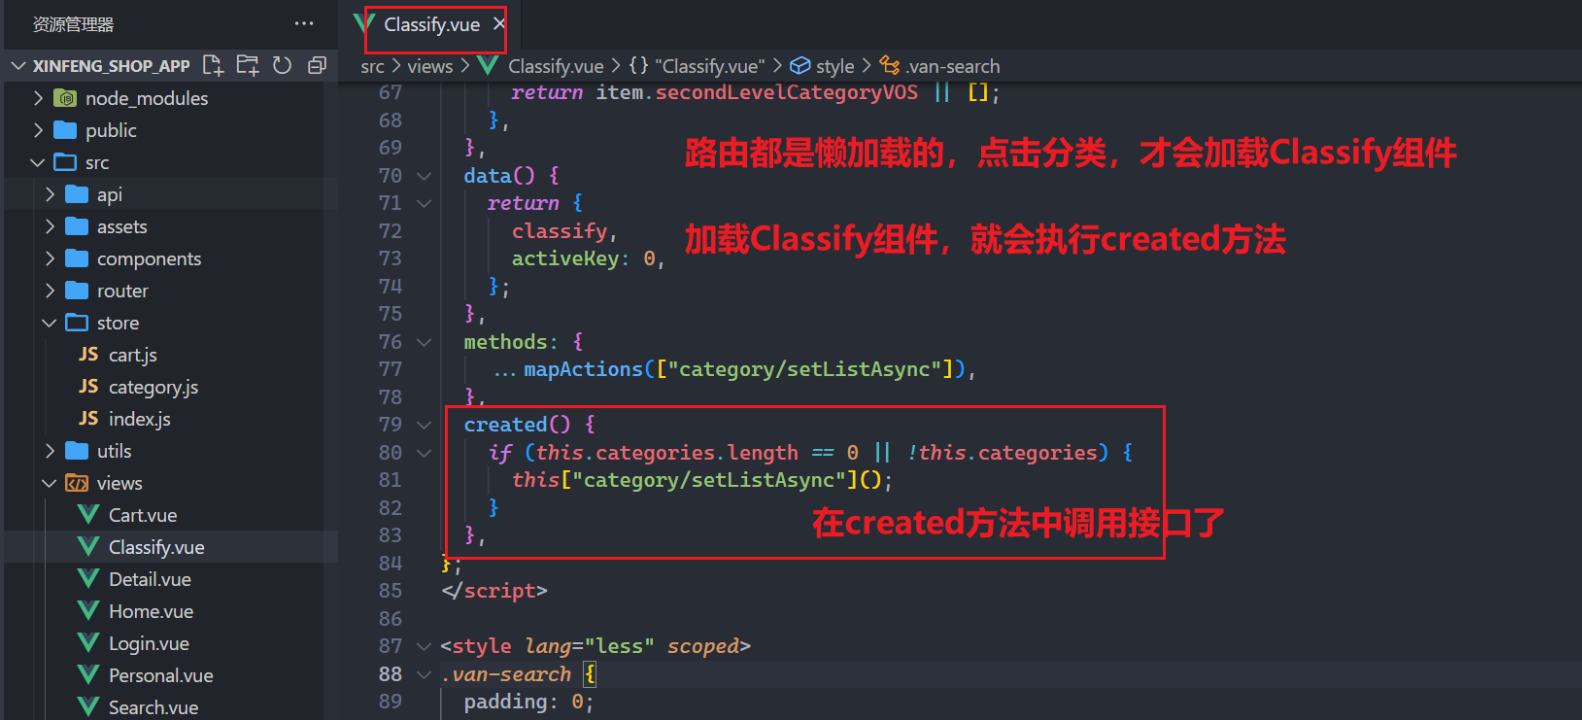 资源管理器
···
XINFENG_SHOP_APP
node_modules
public
src
api
assets
components
router
store
JS cart.js
JS category.js
JS index.js
utils
views
Cart.vue
Classify.vue
Detail.vue
Home.vue
Login.vue
Personal.vue
Search.vue
Classify.vue ×
src > views > Classify.vue > {} "Classify.vue" > style > .van-search
67 return item.secondLevelCategoryVOS || [];
68 },
69 },
路由都是懒加载的，点击分类，才会加载Classify组件
70 data() {
71 return {
72 classify,
加载Classify组件，就会执行created方法
73 activeKey: 0,
74 };
75 },
76 methods: {
77 ...mapActions(["category/setListAsync"]),
78 },
79 created() {
80 if (this.categories.length == 0 || !this.categories) {
81 this["category/setListAsync"]();
82 }
在created方法中调用接口了
83 },
84 };
85 </script>
86
87 <style lang="less" scoped>
88 .van-search {
89 padding: 0;